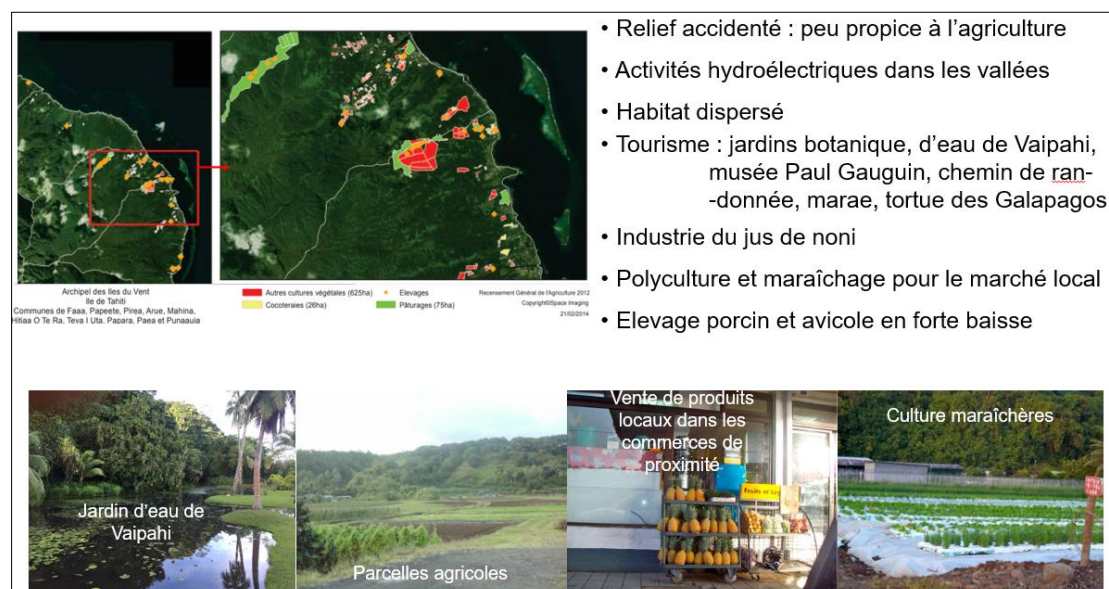 • Relief accidenté : peu propice à l'agriculture
• Activités hydroélectriques dans les vallées
• Habitat dispersé
• Tourisme : jardins botanique, d'eau de Vaipahi,
musée Paul Gauguin, chemin de ran-
-donnée, marae, tortue des Galapagos
• Industrie du jus de noni
• Polyculture et maraîchage pour le marché local
• Elevage porcin et avicole en forte baisse
Archipel des Iles du Vent
Ile de Tahiti
Communes de Faaa, Papeete, Pirea, Arue, Mahina,
Hitiaa O Te Ra, Teva I Uta, Papara, Paea et Punaauia
Autres cultures végétales (625ha)
Elevages
Cocoteraies (26ha)
Pâturages (75ha)
Recensement Général de l'Agriculture 2012
Copyright©Space Imaging
21/02/2014
Jardin d'eau de
Vaipahi
Parcelles agricoles
Vente de produits
locaux dans les
commerces de
proximité
Fruits et
Culture maraîchères